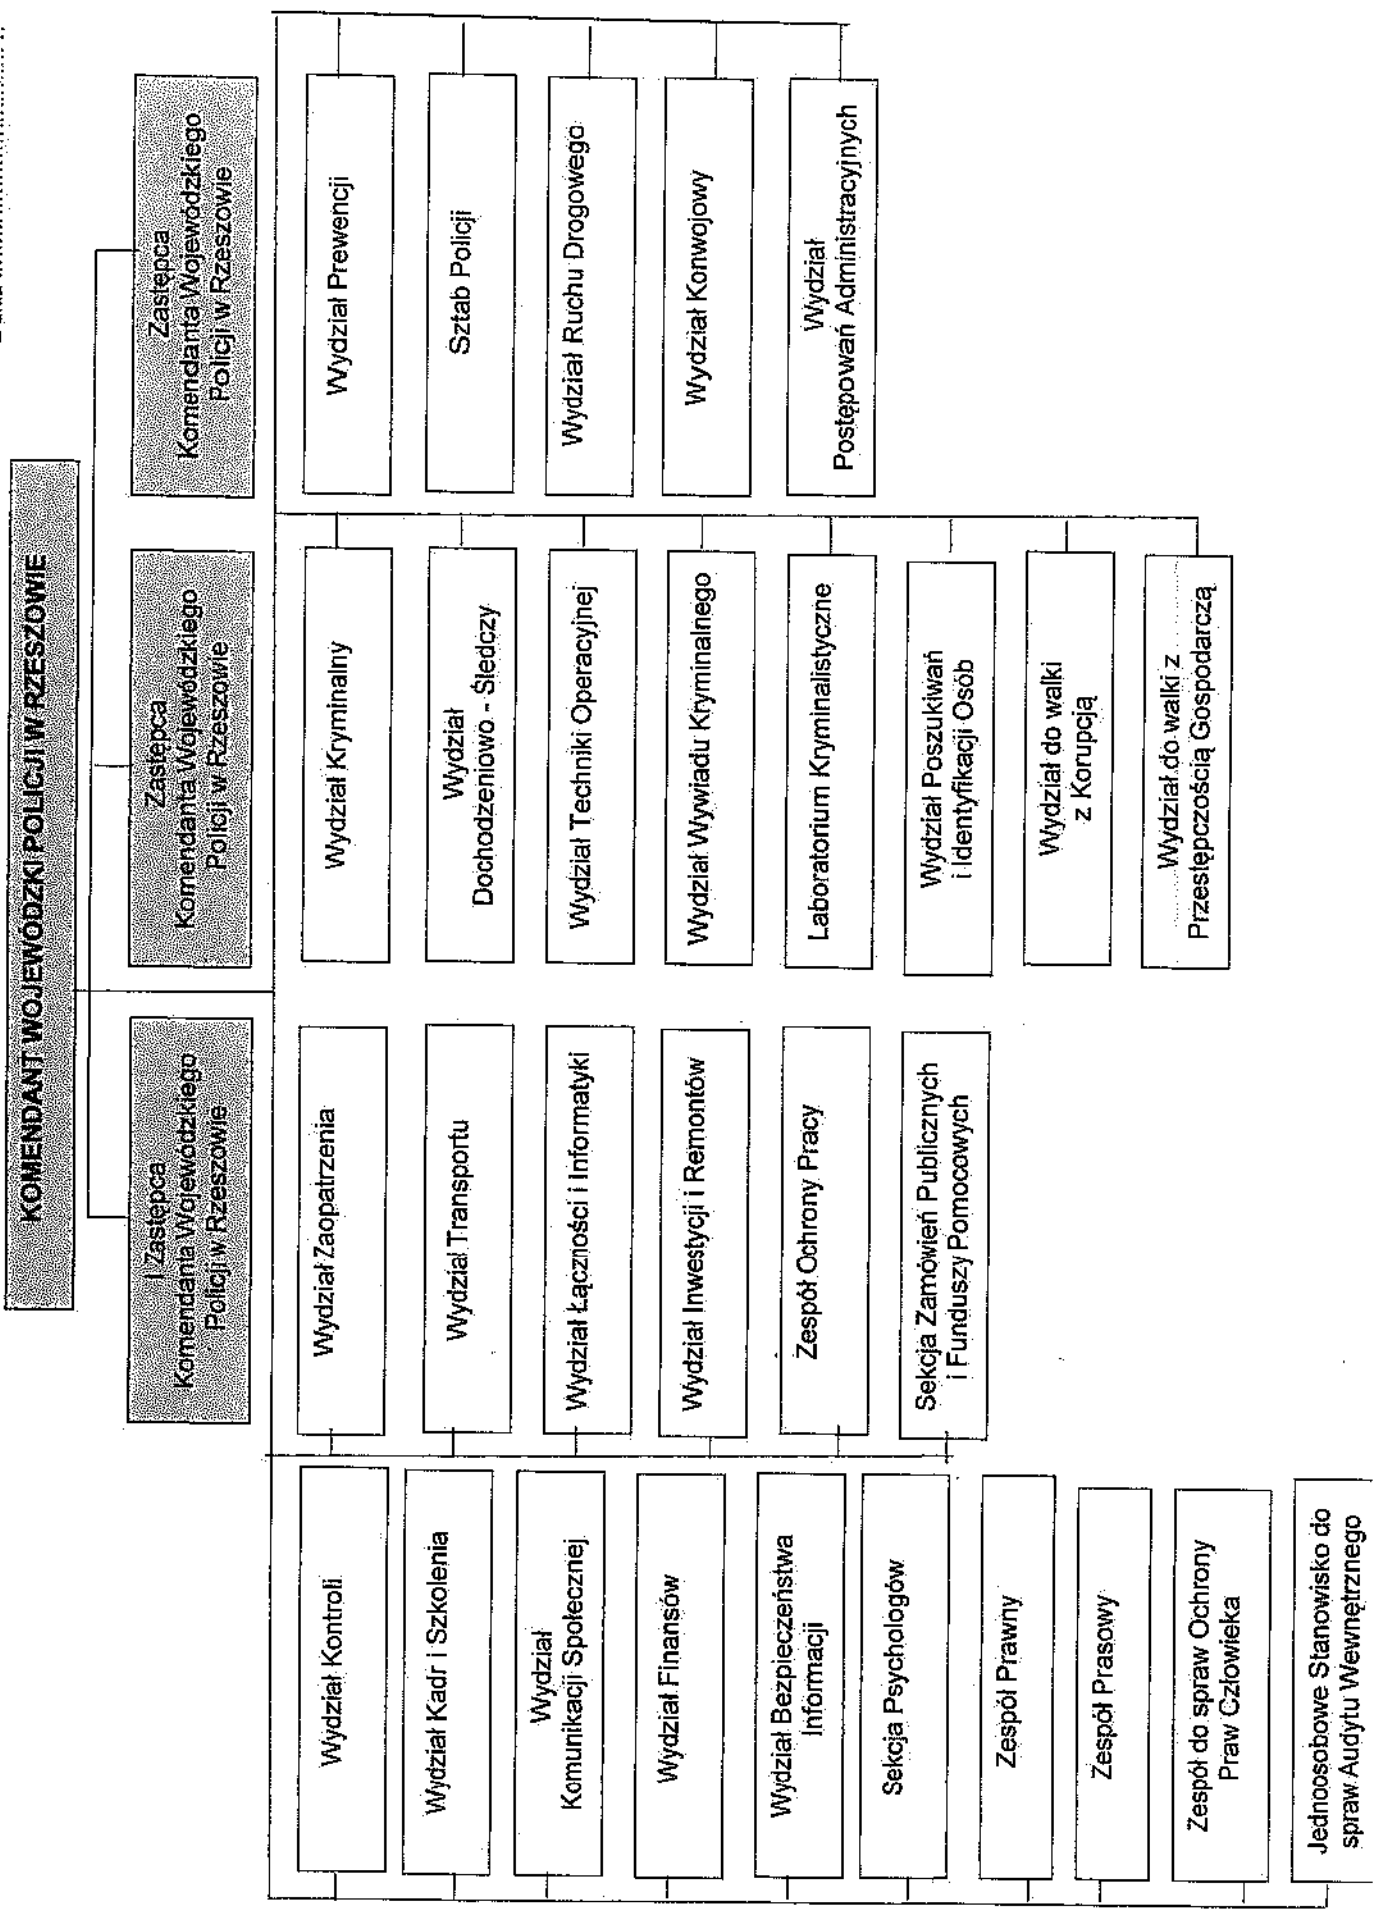 KOMENDANT WOJEWÓDZKI POLICJI W RZESZOWIE
I Zastępca
Komendanta Wojewódzkiego
Policji w Rzeszowie
Zastępca
Komendanta Wojewódzkiego
Policji w Rzeszowie
Zastępca
Komendanta Wojewódzkiego
Policji w Rzeszowie
Wydział Kontroli
Wydział Kadr i Szkolenia
Wydział
Komunikacji Społecznej
Wydział Finansów
Wydział Bezpieczeństwa
Informacji
Sekcja Psychologów
Zespół Prawny
Zespół Prasowy
Zespół do spraw Ochrony
Praw Człowieka
Jednoosobowe Stanowisko do
spraw Audytu Wewnętrznego
Wydział Zaopatrzenia
Wydział Transportu
Wydział Łączności i Informatyki
Wydział Inwestycji i Remontów
Zespół Ochrony Pracy
Sekcja Zamówień Publicznych
i Funduszy Pomocowych
Wydział Kryminalny
Wydział
Dochodzeniowo - Śledczy
Wydział Techniki Operacyjnej
Wydział Wywiadu Kryminalnego
Laboratorium Kryminalistyczne
Wydział Poszukiwań
i Identyfikacji Osób
Wydział do walki
z Korupcją
Wydział do walki z
Przestępczością Gospodarczą
Wydział Prewencji
Sztab Policji
Wydział Ruchu Drogowego
Wydział Konwojowy
Wydział
Postępowań Administracyjnych